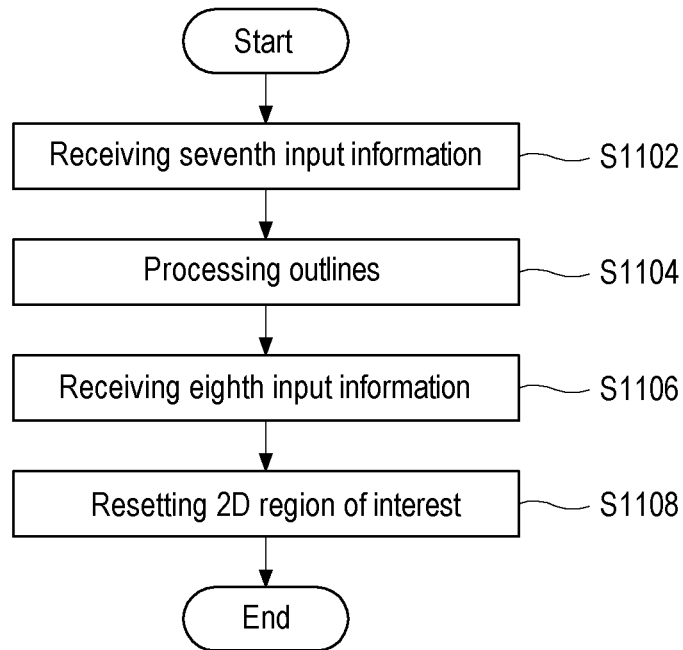 Start
Receiving seventh input information
S1102
Processing outlines
S1104
Receiving eighth input information
S1106
Resetting 2D region of interest
S1108
End